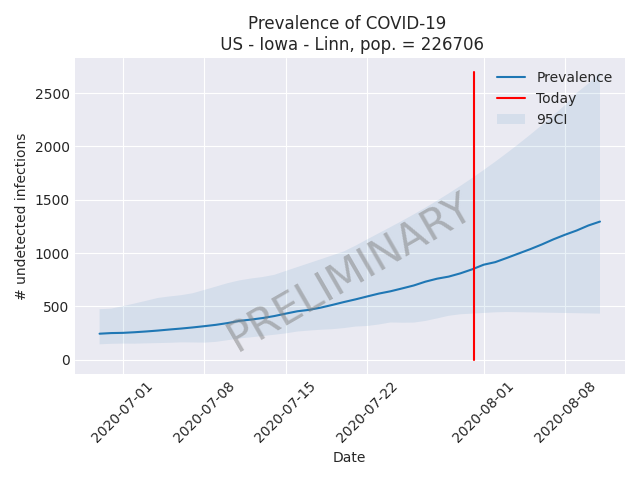 Prevalence of COVID-19
US - Iowa - Linn, pop. = 226706
Prevalence
Today
95CI
2500
2000
1500
1000
500
0
# undetected infections
PRELIMINARY
2020-07-01
2020-07-08
2020-07-15
2020-07-22
2020-08-01
2020-08-08
Date